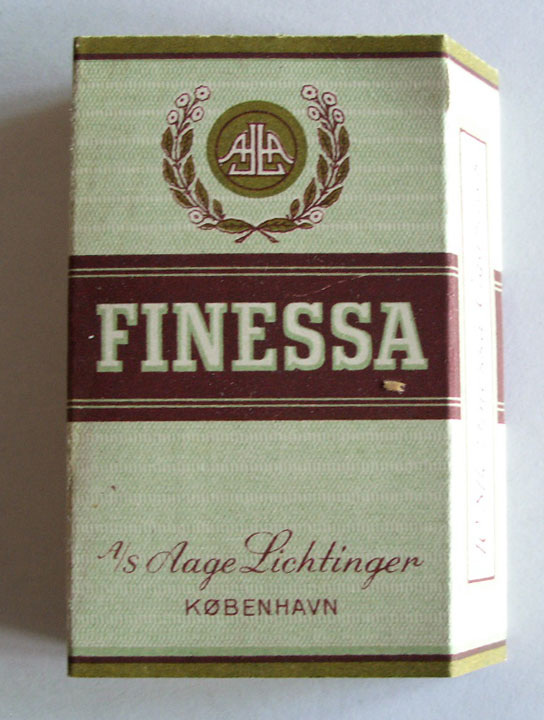 FINESSA
A/s Aage Lichtinger
KØBENHAVN